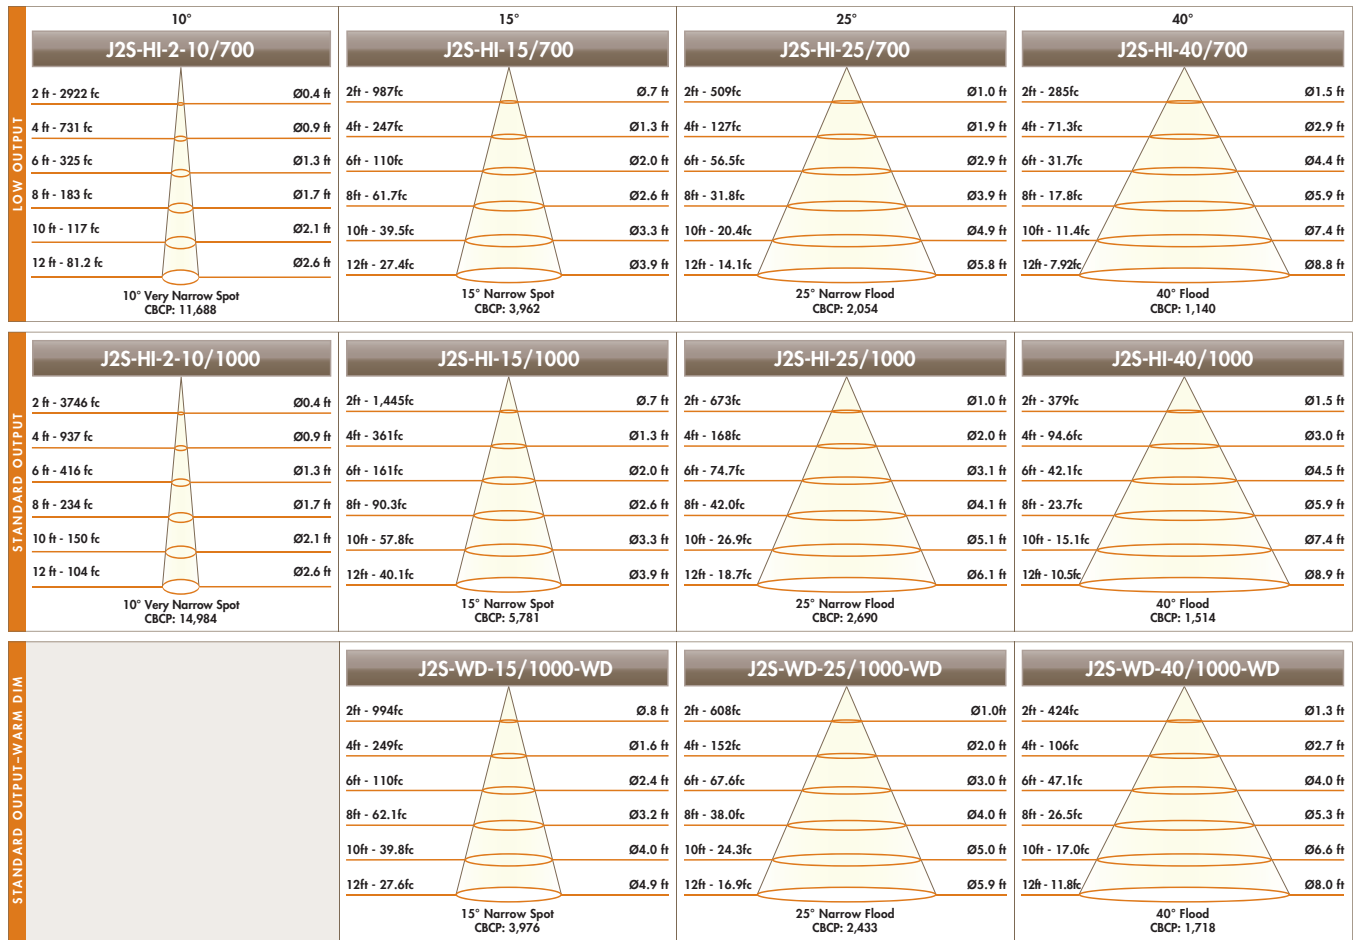 10°
15°
25°
40°
LOW OUTPUT
J2S-HI-2-10/700
2 ft - 2922 fc Ø0.4 ft
4 ft - 731 fc Ø0.9 ft
6 ft - 325 fc Ø1.3 ft
8 ft - 183 fc Ø1.7 ft
10 ft - 117 fc Ø2.1 ft
12 ft - 81.2 fc Ø2.6 ft
10° Very Narrow Spot
CBCP: 11,688
J2S-HI-15/700
2ft - 987fc Ø.7 ft
4ft - 247fc Ø1.3 ft
6ft - 110fc Ø2.0 ft
8ft - 61.7fc Ø2.6 ft
10ft - 39.5fc Ø3.3 ft
12ft - 27.4fc Ø3.9 ft
15° Narrow Spot
CBCP: 3,962
J2S-HI-25/700
2ft - 509fc Ø1.0 ft
4ft - 127fc Ø1.9 ft
6ft - 56.5fc Ø2.9 ft
8ft - 31.8fc Ø3.9 ft
10ft - 20.4fc Ø4.9 ft
12ft - 14.1fc Ø5.8 ft
25° Narrow Flood
CBCP: 2,054
J2S-HI-40/700
2ft - 285fc Ø1.5 ft
4ft - 71.3fc Ø2.9 ft
6ft - 31.7fc Ø4.4 ft
8ft - 17.8fc Ø5.9 ft
10ft - 11.4fc Ø7.4 ft
12ft - 7.92fc Ø8.8 ft
40° Flood
CBCP: 1,140
STANDARD OUTPUT
J2S-HI-2-10/1000
2 ft - 3746 fc Ø0.4 ft
4 ft - 937 fc Ø0.9 ft
6 ft - 416 fc Ø1.3 ft
8 ft - 234 fc Ø1.7 ft
10 ft - 150 fc Ø2.1 ft
12 ft - 104 fc Ø2.6 ft
10° Very Narrow Spot
CBCP: 14,984
J2S-HI-15/1000
2ft - 1,445fc Ø.7 ft
4ft - 361fc Ø1.3 ft
6ft - 161fc Ø2.0 ft
8ft - 90.3fc Ø2.6 ft
10ft - 57.8fc Ø3.3 ft
12ft - 40.1fc Ø3.9 ft
15° Narrow Spot
CBCP: 5,781
J2S-HI-25/1000
2ft - 673fc Ø1.0 ft
4ft - 168fc Ø2.0 ft
6ft - 74.7fc Ø3.1 ft
8ft - 42.0fc Ø4.1 ft
10ft - 26.9fc Ø5.1 ft
12ft - 18.7fc Ø6.1 ft
25° Narrow Flood
CBCP: 2,690
J2S-HI-40/1000
2ft - 379fc Ø1.5 ft
4ft - 94.6fc Ø3.0 ft
6ft - 42.1fc Ø4.5 ft
8ft - 23.7fc Ø5.9 ft
10ft - 15.1fc Ø7.4 ft
12ft - 10.5fc Ø8.9 ft
40° Flood
CBCP: 1,514
STANDARD OUTPUT–WARM DIM
J2S-WD-15/1000-WD
2ft - 994fc Ø.8 ft
4ft - 249fc Ø1.6 ft
6ft - 110fc Ø2.4 ft
8ft - 62.1fc Ø3.2 ft
10ft - 39.8fc Ø4.0 ft
12ft - 27.6fc Ø4.9 ft
15° Narrow Spot
CBCP: 3,976
J2S-WD-25/1000-WD
2ft - 608fc Ø1.0ft
4ft - 152fc Ø2.0 ft
6ft - 67.6fc Ø3.0 ft
8ft - 38.0fc Ø4.0 ft
10ft - 24.3fc Ø5.0 ft
12ft - 16.9fc Ø5.9 ft
25° Narrow Flood
CBCP: 2,433
J2S-WD-40/1000-WD
2ft - 424fc Ø1.3 ft
4ft - 106fc Ø2.7 ft
6ft - 47.1fc Ø4.0 ft
8ft - 26.5fc Ø5.3 ft
10ft - 17.0fc Ø6.6 ft
12ft - 11.8fc Ø8.0 ft
40° Flood
CBCP: 1,718